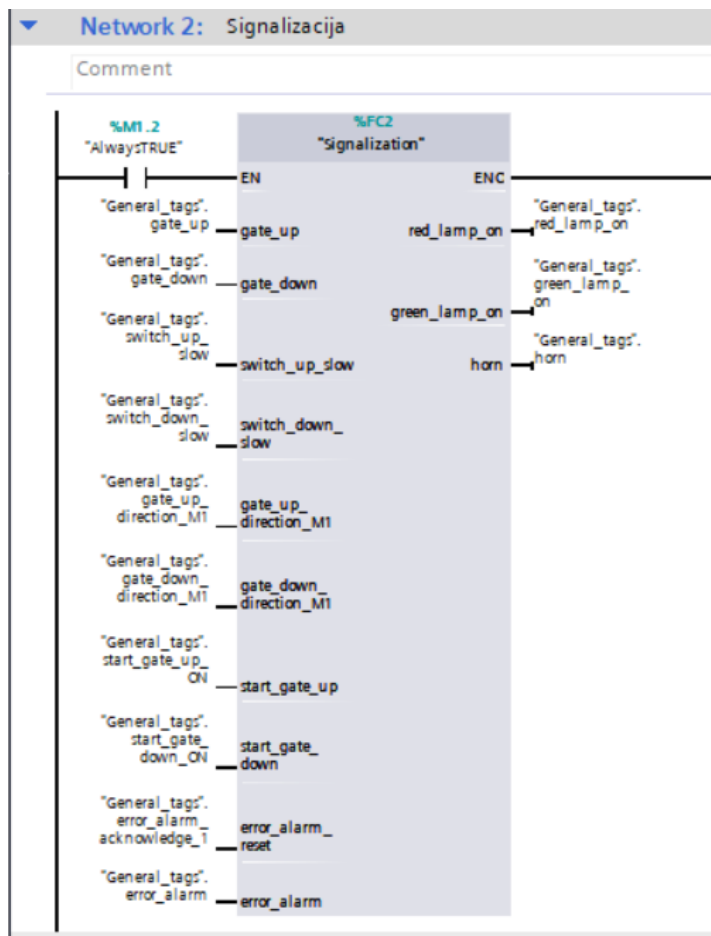 Network 2: Signalizacija
Comment
%M1.2
"AlwaysTRUE"
%FC2
"Signalization"
EN
ENO
"General_tags".
gate_up
gate_up
red_lamp_on
"General_tags".
red_lamp_on
"General_tags".
gate_down
gate_down
green_lamp_on
"General_tags".
green_lamp_
on
"General_tags".
switch_up_
slow
switch_up_slow
horn
"General_tags".
horn
"General_tags".
switch_down_
slow
switch_down_
slow
"General_tags".
gate_up_
direction_M1
gate_up_
direction_M1
"General_tags".
gate_down_
direction_M1
gate_down_
direction_M1
"General_tags".
start_gate_up_
ON
start_gate_up
"General_tags".
start_gate_
down_ON
start_gate_
down
"General_tags".
error_alarm_
acknowledge_1
error_alarm_
reset
"General_tags".
error_alarm
error_alarm